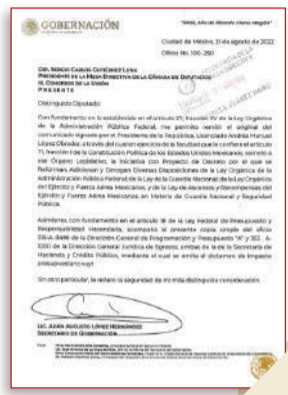 GOBERNACIÓN
"2022, Año de Ricardo Flores Magón"
Ciudad de México, 31 de agosto de 2022
Oficio No. 100.-260
DIP. SERGIO CARLOS GUTIÉRREZ LUNA
PRESIDENTE DE LA MESA DIRECTIVA DE LA CÁMARA DE DIPUTADOS
H. CONGRESO DE LA UNIÓN
P R E S E N T E
Distinguido Diputado:
Con fundamento en lo establecido en el artículo 27, fracción IV de la Ley Orgánica
de la Administración Pública Federal, me permito remitir el original del
comunicado signado por el Presidente de la República, Licenciado Andrés Manuel
López Obrador, a través del cual en ejercicio de la facultad que le confiere el artículo
71, fracción I de la Constitución Política de los Estados Unidos Mexicanos, somete a
ese Órgano Legislativo, la Iniciativa con Proyecto de Decreto por el que se
Reforman, Adicionan y Derogan Diversas Disposiciones de la Ley Orgánica de la
Administración Pública Federal; de la Ley de la Guardia Nacional; de la Ley Orgánica
del Ejército y Fuerza Aérea Mexicanos, y de la Ley de Ascensos y Recompensas del
Ejército y Fuerza Aérea Mexicanos, en Materia de Guardia Nacional y Seguridad
Pública.
Asimismo, con fundamento en el artículo 18 de la Ley Federal de Presupuesto y
Responsabilidad Hacendaria, acompaño al presente copia simple del oficio
de la Dirección General de Programación y Presupuesto "A" y 353.- A-
de la Dirección General Jurídica de Egresos, ambas de la de la Secretaría de
Hacienda y Crédito Público, mediante el cual se emite el dictamen de impacto
presupuestario
Sin otro particular, le reitero la seguridad de mi más distinguida consideración.
LIC. ADÁN AUGUSTO LÓPEZ HERNÁNDEZ
SECRETARIO DE GOBERNACIÓN